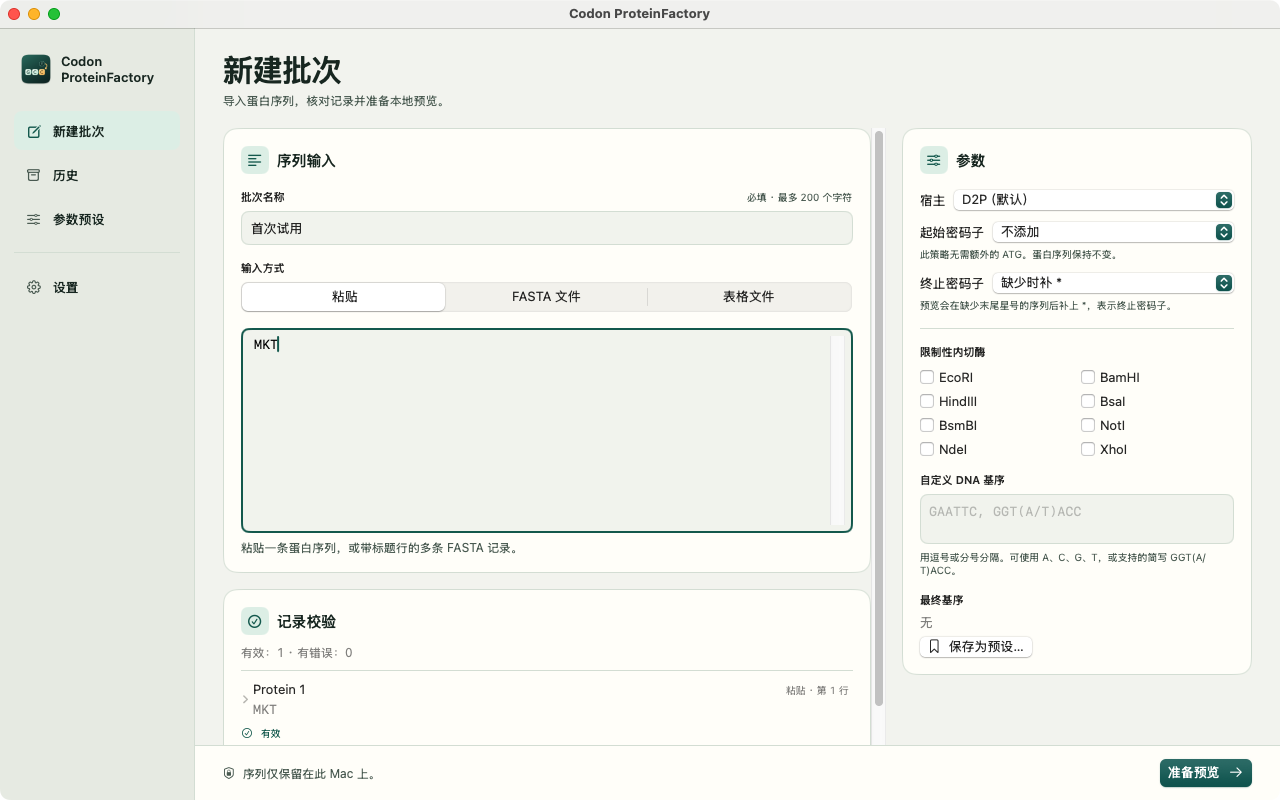 Codon ProteinFactory
Codon
ProteinFactory
新建批次
历史
参数预设
设置
新建批次
导入蛋白序列，核对记录并准备本地预览。
序列输入
批次名称
必填 · 最多 200 个字符
首次试用
输入方式
粘贴
FASTA 文件
表格文件
MKT
粘贴一条蛋白序列，或带标题行的多条 FASTA 记录。
记录校验
有效：1 · 有错误：0
Protein 1
粘贴 · 第 1 行
MKT
有效
参数
宿主
D2P (默认)
起始密码子
不添加
此策略无需额外的 ATG。蛋白序列保持不变。
终止密码子
缺少时补 *
预览会在缺少末尾星号的序列后补上 *，表示终止密码子。
限制性内切酶
EcoRI
BamHI
HindIII
BsaI
BsmBI
NotI
NdeI
XhoI
自定义 DNA 基序
GAATTC, GGT(A/T)ACC
用逗号或分号分隔。可使用 A、C、G、T，或支持的简写 GGT(A/
T)ACC。
最终基序
无
保存为预设...
序列仅保留在此 Mac 上。
准备预览